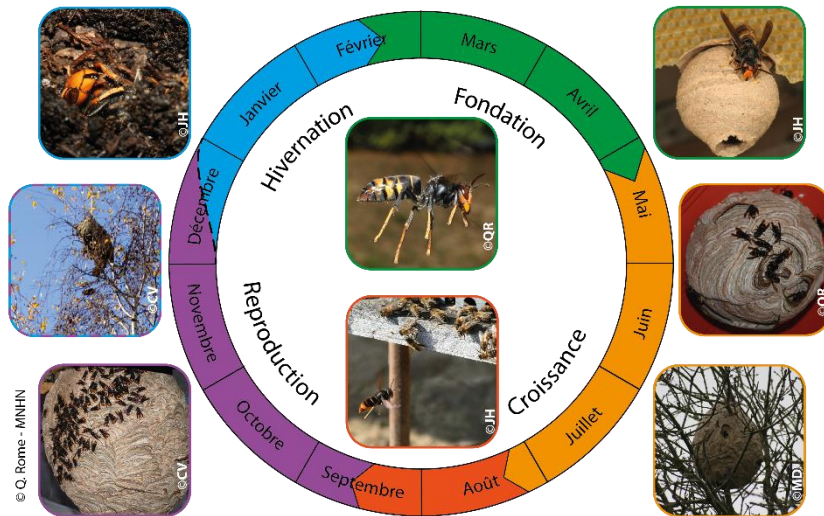 Janvier
Février
Mars
Avril
Mai
Juin
Juillet
Août
Septembre
Octobre
Novembre
Décembre
Hivernation
Fondation
Croissance
Reproduction
©JH
©CV
©CV
©QR
©JH
©JH
©QR
©MDJ
© Q. Rome - MNHN